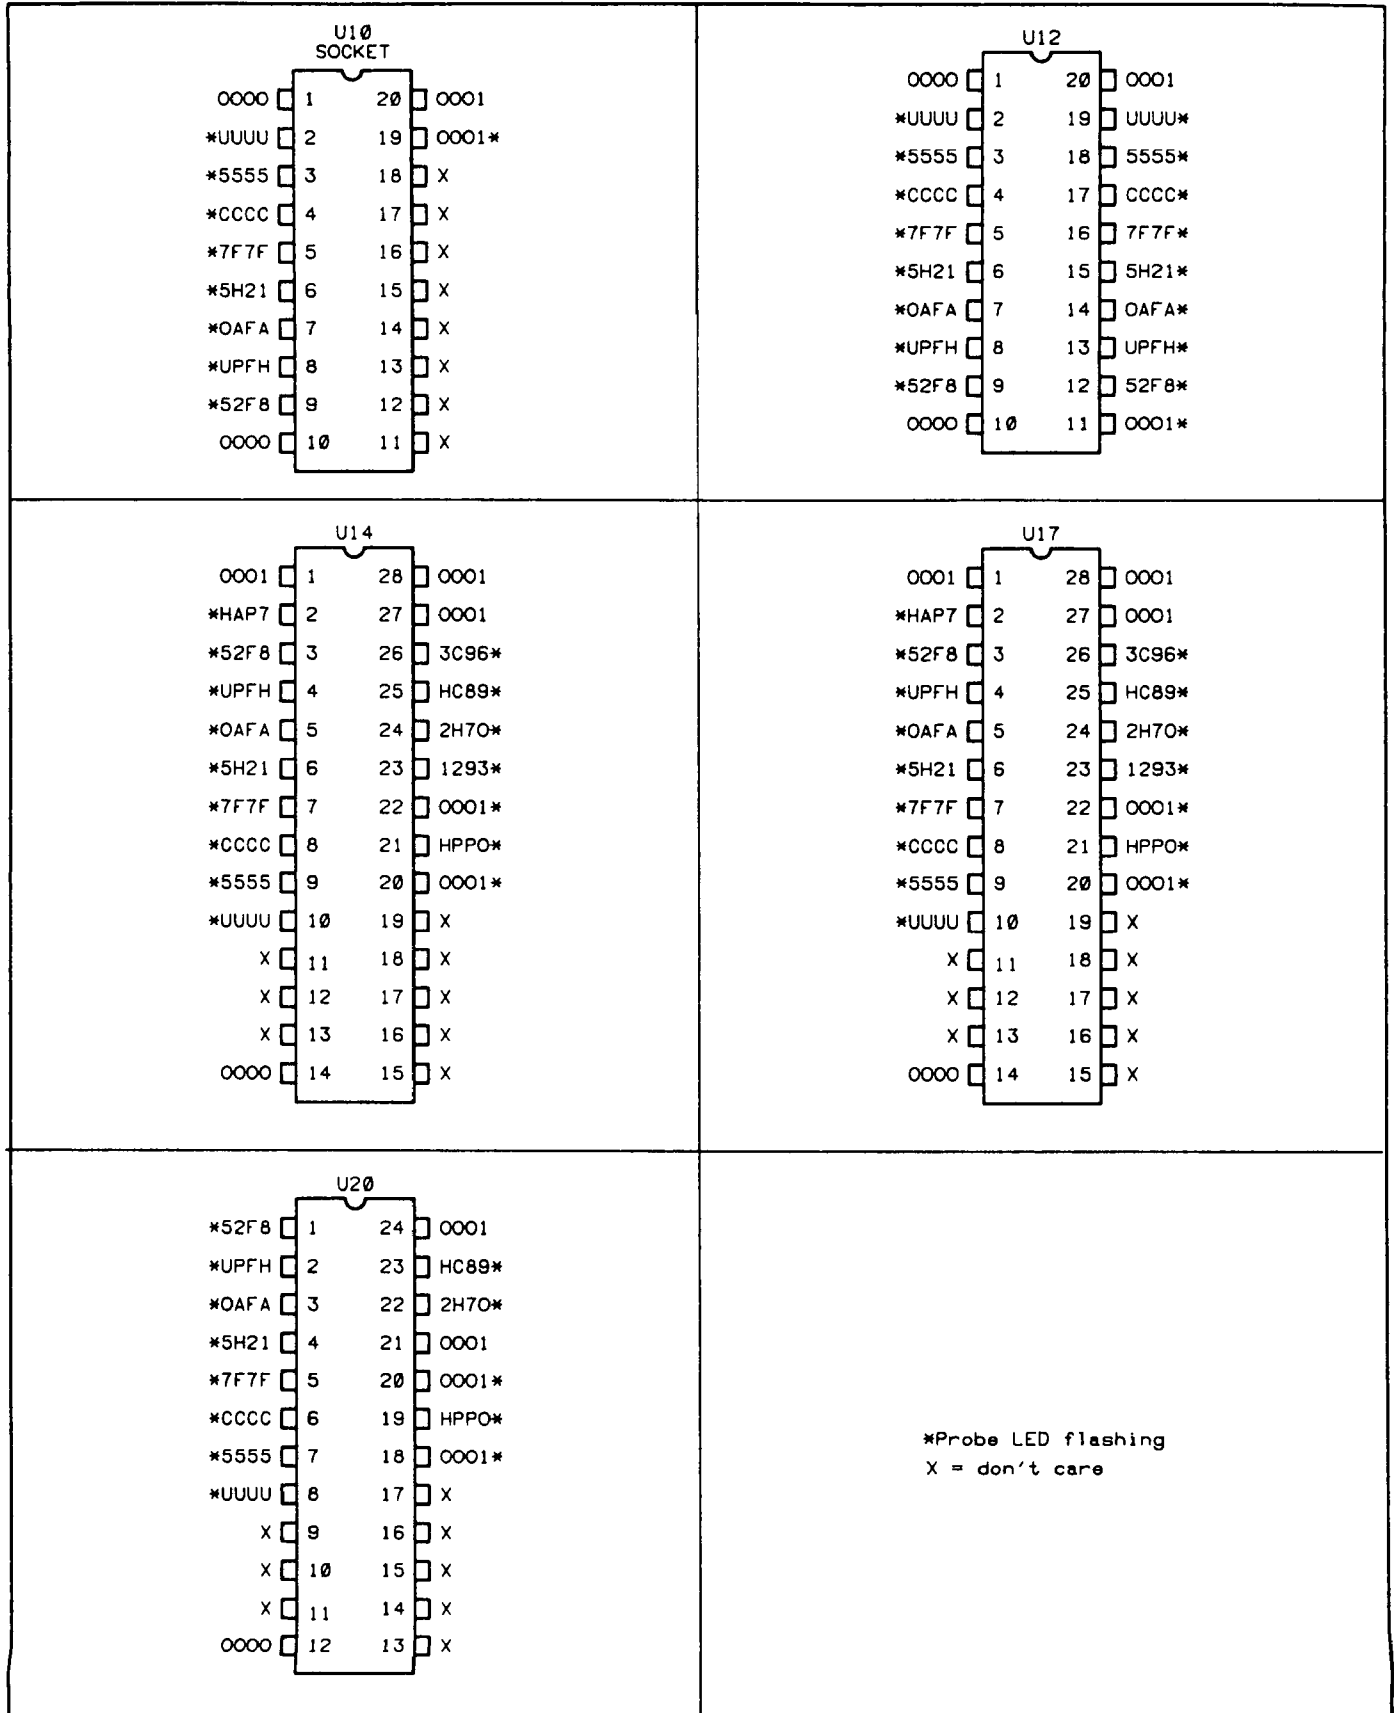 U10
SOCKET
0000 1 20 0001
*UUUU 2 19 0001*
*5555 3 18 X
*CCCC 4 17 X
*7F7F 5 16 X
*5H21 6 15 X
*0AFA 7 14 X
*UPFH 8 13 X
*52F8 9 12 X
0000 10 11 X
U12
0000 1 20 0001
*UUUU 2 19 UUUU*
*5555 3 18 5555*
*CCCC 4 17 CCCC*
*7F7F 5 16 7F7F*
*5H21 6 15 5H21*
*0AFA 7 14 0AFA*
*UPFH 8 13 UPFH*
*52F8 9 12 52F8*
0000 10 11 0001*
U14
0001 1 28 0001
*HAP7 2 27 0001
*52F8 3 26 3C96*
*UPFH 4 25 HC89*
*0AFA 5 24 2H70*
*5H21 6 23 1293*
*7F7F 7 22 0001*
*CCCC 8 21 HPP0*
*5555 9 20 0001*
*UUUU 10 19 X
X 11 18 X
X 12 17 X
X 13 16 X
0000 14 15 X
U17
0001 1 28 0001
*HAP7 2 27 0001
*52F8 3 26 3C96*
*UPFH 4 25 HC89*
*0AFA 5 24 2H70*
*5H21 6 23 1293*
*7F7F 7 22 0001*
*CCCC 8 21 HPP0*
*5555 9 20 0001*
*UUUU 10 19 X
X 11 18 X
X 12 17 X
X 13 16 X
0000 14 15 X
U20
*52F8 1 24 0001
*UPFH 2 23 HC89*
*0AFA 3 22 2H70*
*5H21 4 21 0001
*7F7F 5 20 0001*
*CCCC 6 19 HPP0*
*5555 7 18 0001*
*UUUU 8 17 X
X 9 16 X
X 10 15 X
X 11 14 X
0000 12 13 X
*Probe LED flashing
X = don't care